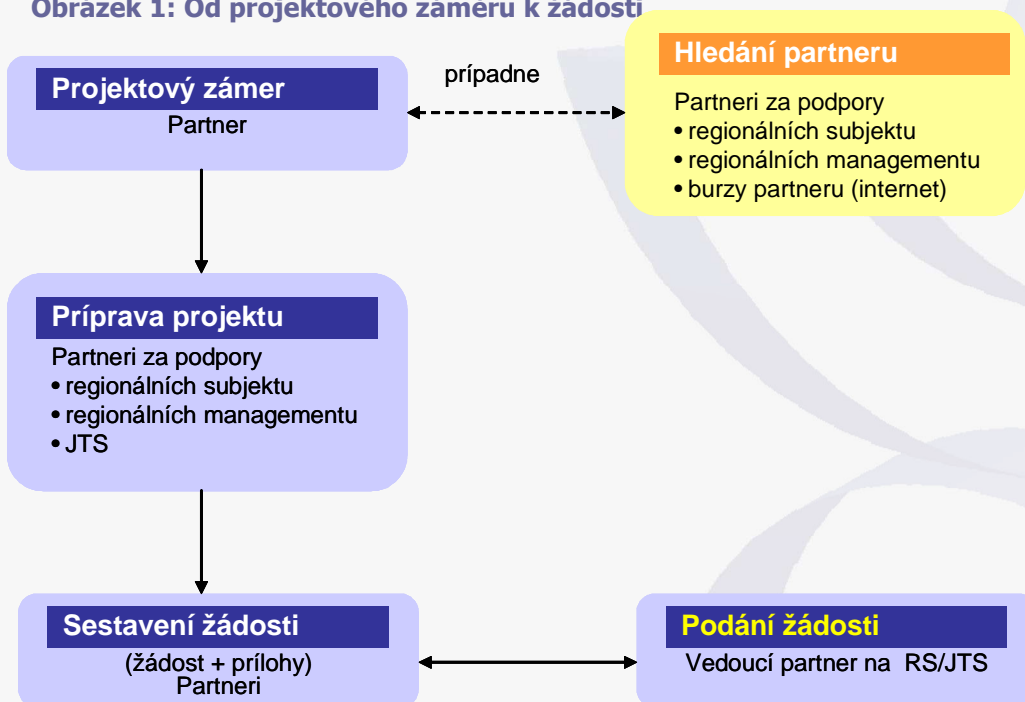 Obrázek 1: Od projektového záměru k žádosti
Projektový zámer
Partner
prípadne
Hledání partneru
Partneri za podpory
• regionálních subjektu
• regionálních managementu
• burzy partneru (internet)
Príprava projektu
Partneri za podpory
• regionálních subjektu
• regionálních managementu
• JTS
Sestavení žádosti
(žádost + prílohy)
Partneri
Podání žádosti
Vedoucí partner na RS/JTS